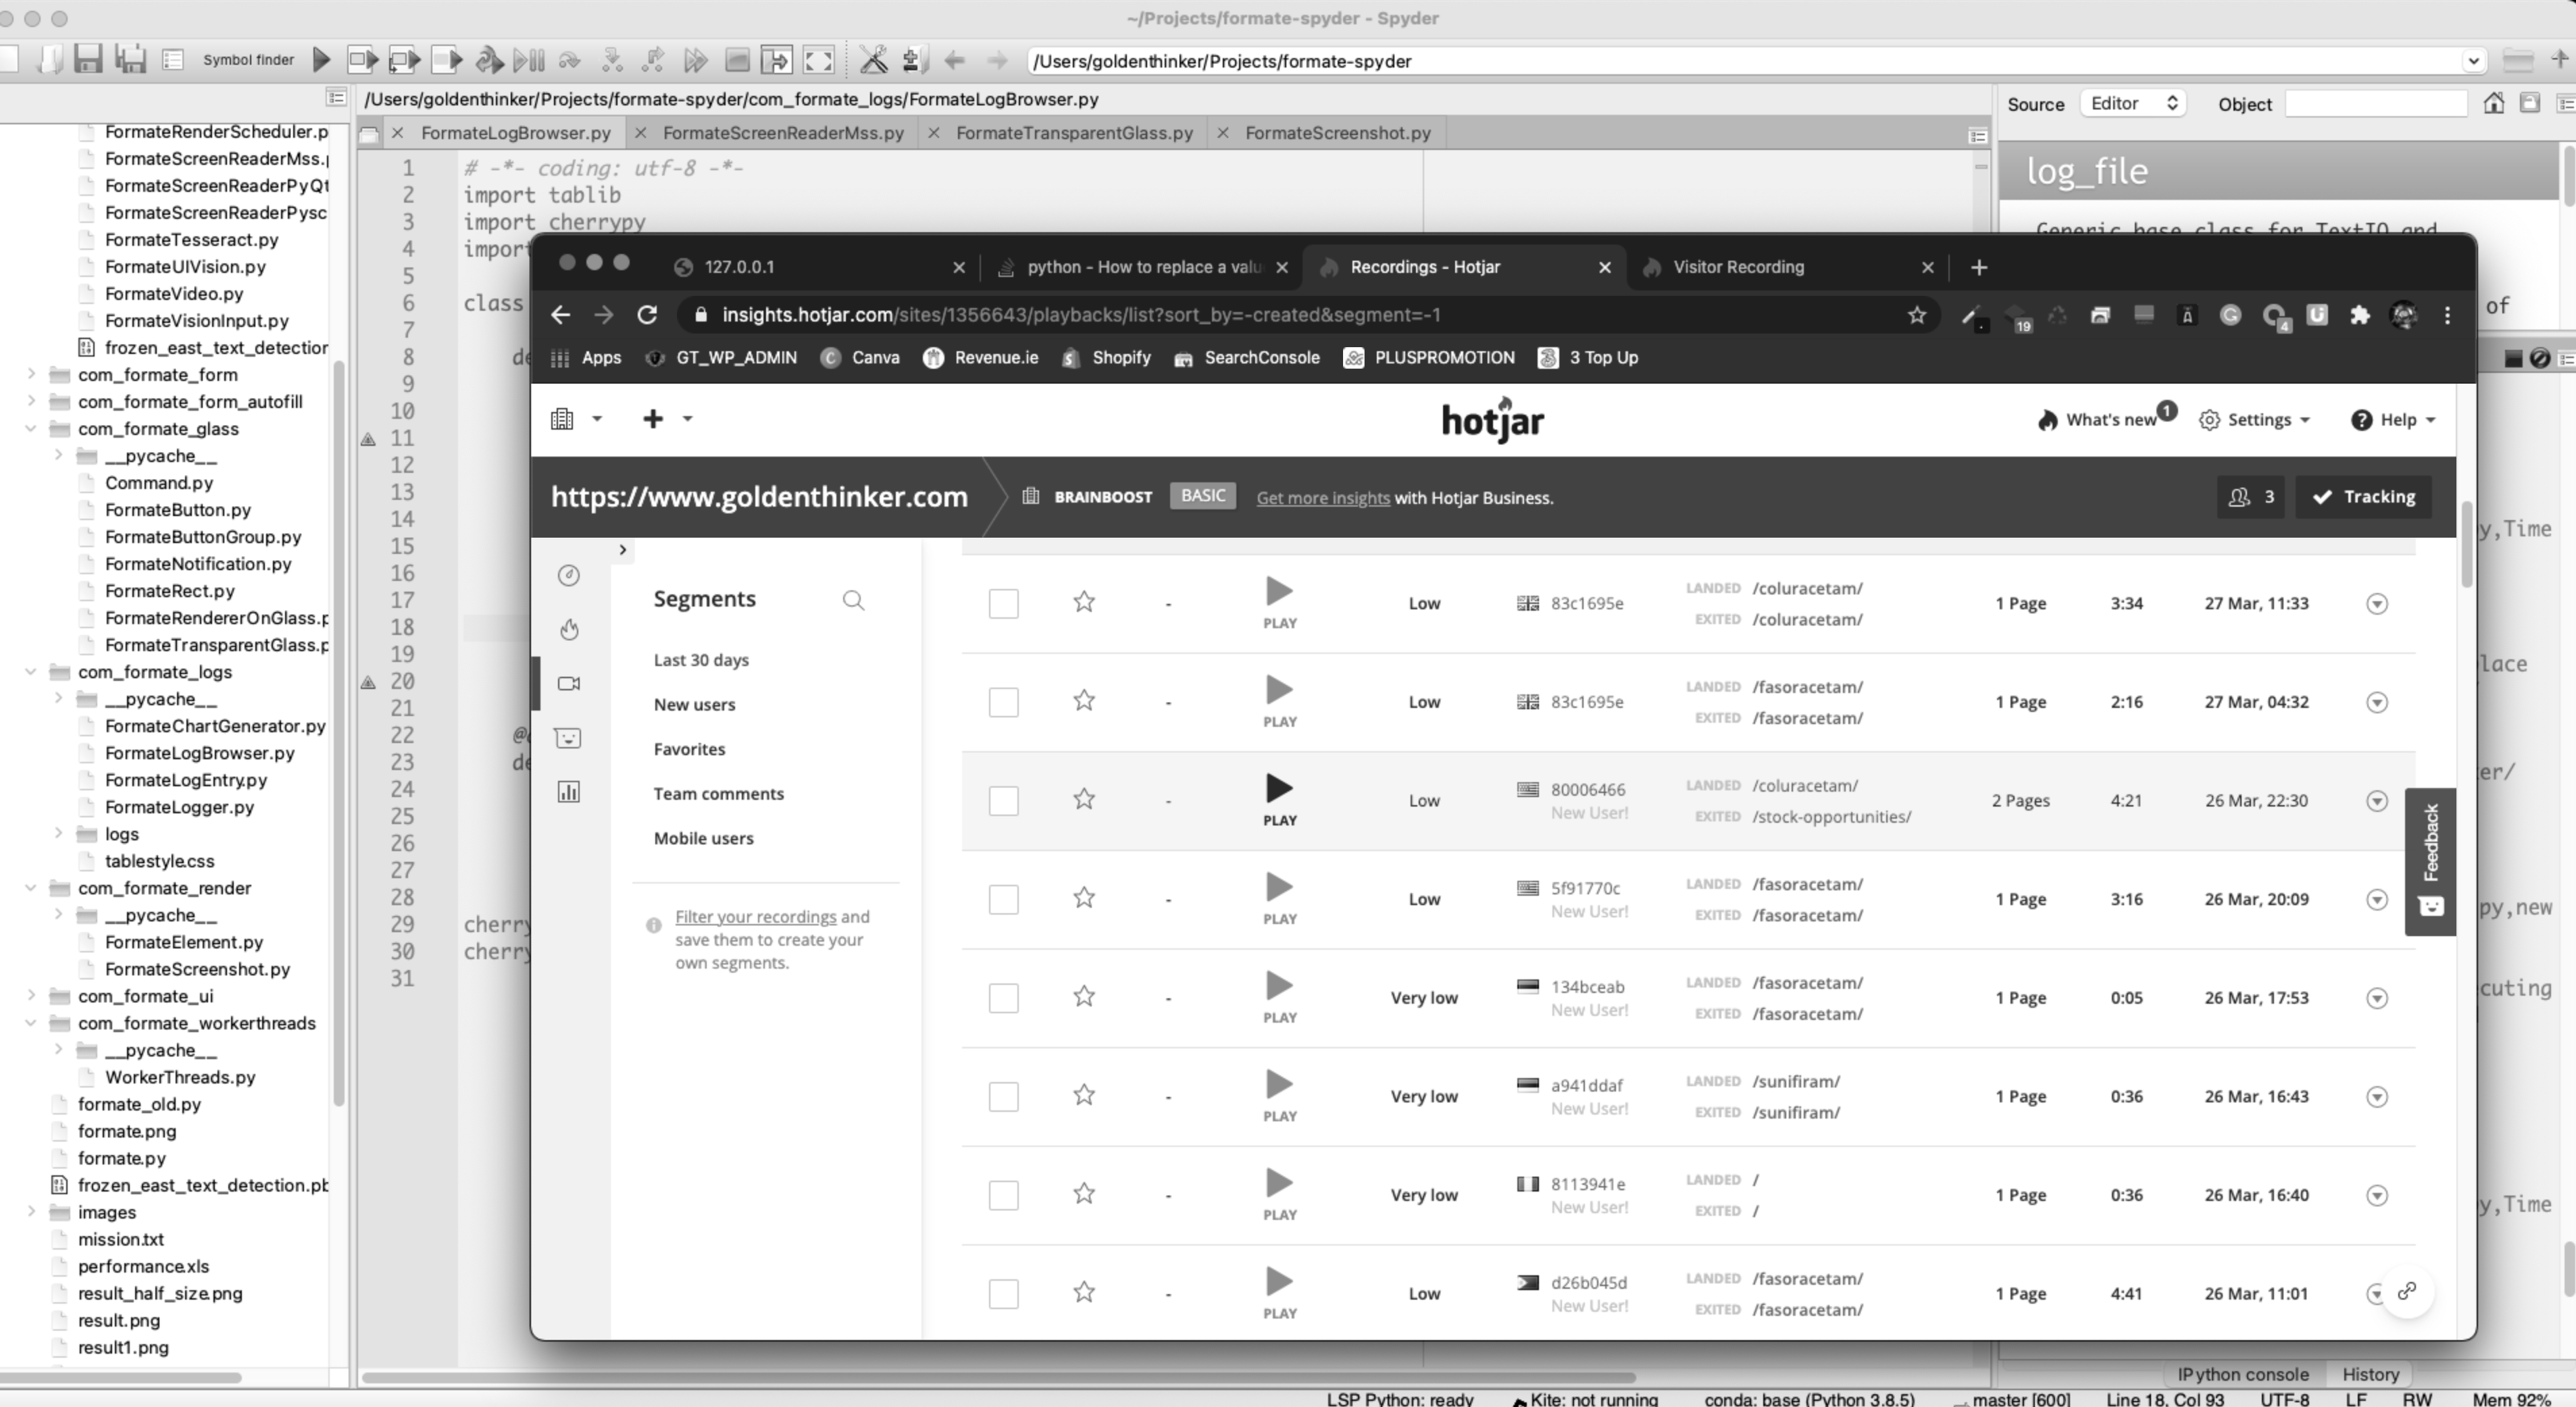 ~/Projects/formate-spyder - Spyder
Symbol finder
/Users/goldenthinker/Projects/formate-spyder
/Users/goldenthinker/Projects/formate-spyder/com_formate_logs/FormateLogBrowser.py
Source Editor Object
FormateLogBrowser.py FormateScreenReaderMss.py FormateTransparentGlass.py FormateScreenshot.py
FormateRenderScheduler.p
FormateScreenReaderMss.
FormateScreenReaderPyQt
FormateScreenReaderPysc
FormateTesseract.py
FormateUIVision.py
FormateVideo.py
FormateVisionInput.py
frozen_east_text_detection
com_formate_form
com_formate_form_autofill
com_formate_glass
__pycache__
Command.py
FormateButton.py
FormateButtonGroup.py
FormateNotification.py
FormateRect.py
FormateRendererOnGlass.p
FormateTransparentGlass.p
com_formate_logs
__pycache__
FormateChartGenerator.py
FormateLogBrowser.py
FormateLogEntry.py
FormateLogger.py
logs
tablestyle.css
com_formate_render
__pycache__
FormateElement.py
FormateScreenshot.py
com_formate_ui
com_formate_workerthreads
__pycache__
WorkerThreads.py
formate_old.py
formate.png
formate.py
frozen_east_text_detection.pb
images
mission.txt
performance.xls
result_half_size.png
result.png
result1.png
1 # -*- coding: utf-8 -*-
2 import tablib
3 import cherrypy
4 import
5
6 class
7
8 de
9
10
11
12
13
14
15
16
17
18
19
20
21
22 @
23 de
24
25
26
27
28
29 cherry
30 cherry
31
log_file
Generic base class for TextIO and
of
y,Time
lace
er/
py,new
cuting
y,Time
127.0.0.1 python - How to replace a valu Recordings - Hotjar Visitor Recording
insights.hotjar.com/sites/1356643/playbacks/list?sort_by=-created&segment=-1
19 4
Apps GT_WP_ADMIN Canva Revenue.ie Shopify SearchConsole PLUSPROMOTION 3 Top Up
hotjar
What's new 1 Settings Help
https://www.goldenthinker.com BRAINBOOST BASIC Get more insights with Hotjar Business. 3 Tracking
Segments
Last 30 days
New users
Favorites
Team comments
Mobile users
Filter your recordings and
save them to create your
own segments.
- PLAY Low 83c1695e LANDED /coluracetam/ EXITED /coluracetam/ 1 Page 3:34 27 Mar, 11:33
- PLAY Low 83c1695e LANDED /fasoracetam/ EXITED /fasoracetam/ 1 Page 2:16 27 Mar, 04:32
- PLAY Low 80006466 New User! LANDED /coluracetam/ EXITED /stock-opportunities/ 2 Pages 4:21 26 Mar, 22:30
- PLAY Low 5f91770c New User! LANDED /fasoracetam/ EXITED /fasoracetam/ 1 Page 3:16 26 Mar, 20:09
- PLAY Very low 134bceab New User! LANDED /fasoracetam/ EXITED /fasoracetam/ 1 Page 0:05 26 Mar, 17:53
- PLAY Very low a941ddaf New User! LANDED /sunifiram/ EXITED /sunifiram/ 1 Page 0:36 26 Mar, 16:43
- PLAY Very low 8113941e New User! LANDED / EXITED / 1 Page 0:36 26 Mar, 16:40
- PLAY Low d26b045d New User! LANDED /fasoracetam/ EXITED /fasoracetam/ 1 Page 4:41 26 Mar, 11:01
Feedback
IPython console History
LSP Python: ready Kite: not running conda: base (Python 3.8.5) master [600] Line 18, Col 93 UTF-8 LF RW Mem 92%